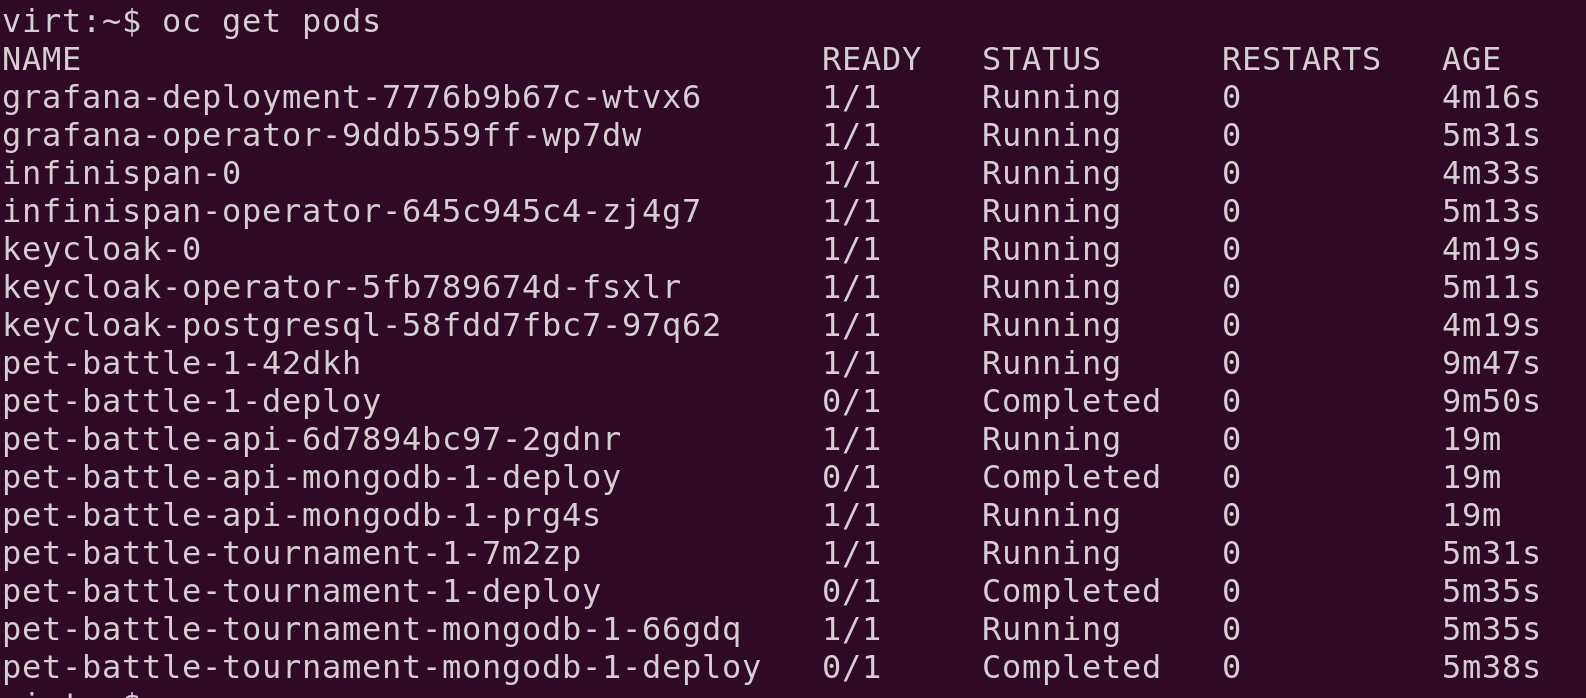 virt:~$ oc get pods
NAME                                     READY   STATUS      RESTARTS   AGE
grafana-deployment-7776b9b67c-wtvx6      1/1     Running     0          4m16s
grafana-operator-9ddb559ff-wp7dw         1/1     Running     0          5m31s
infinispan-0                             1/1     Running     0          4m33s
infinispan-operator-645c945c4-zj4g7      1/1     Running     0          5m13s
keycloak-0                               1/1     Running     0          4m19s
keycloak-operator-5fb789674d-fsxlr       1/1     Running     0          5m11s
keycloak-postgresql-58fdd7fbc7-97q62     1/1     Running     0          4m19s
pet-battle-1-42dkh                       1/1     Running     0          9m47s
pet-battle-1-deploy                      0/1     Completed   0          9m50s
pet-battle-api-6d7894bc97-2gdnr          1/1     Running     0          19m
pet-battle-api-mongodb-1-deploy          0/1     Completed   0          19m
pet-battle-api-mongodb-1-prg4s           1/1     Running     0          19m
pet-battle-tournament-1-7m2zp            1/1     Running     0          5m31s
pet-battle-tournament-1-deploy           0/1     Completed   0          5m35s
pet-battle-tournament-mongodb-1-66gdq    1/1     Running     0          5m35s
pet-battle-tournament-mongodb-1-deploy   0/1     Completed   0          5m38s